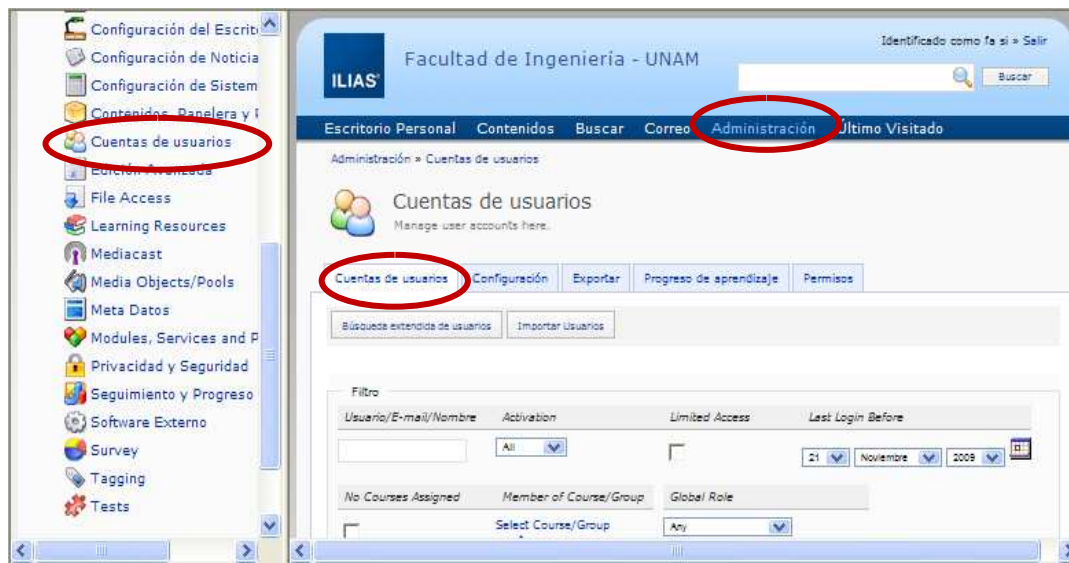 Configuración del Escrit
Configuración de Noticia
Configuración de Sistem
Contenidos, Panelera y
Cuentas de usuarios
Edición Avanzada
File Access
Learning Resources
Mediacast
Media Objects/Pools
Meta Datos
Modules, Services and P
Privacidad y Seguridad
Seguimiento y Progreso
Software Externo
Survey
Tagging
Tests
ILIAS
Facultad de Ingeniería - UNAM
Identificado como fa si » Salir
Buscar
Escritorio Personal Contenidos Buscar Correo Administración Último Visitado
Administración » Cuentas de usuarios
Cuentas de usuarios
Manage user accounts here.
Cuentas de usuarios Configuración Exportar Progreso de aprendizaje Permisos
Búsqueda extendida de usuarios Importar Usuarios
Filtro
Usuario/E-mail/Nombre Activation Limited Access Last Login Before
All 21 Noviembre 2009
No Courses Assigned Member of Course/Group Global Role
Select Course/Group Any